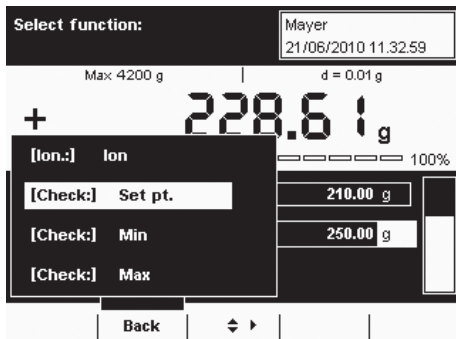 Select function:
Mayer
21/06/2010 11.32.59
Max 4200 g
d = 0.01 g
+ 228.61 g
100%
[Ion.:] Ion
[Check:] Set pt.
210.00 g
[Check:] Min
250.00 g
[Check:] Max
Back